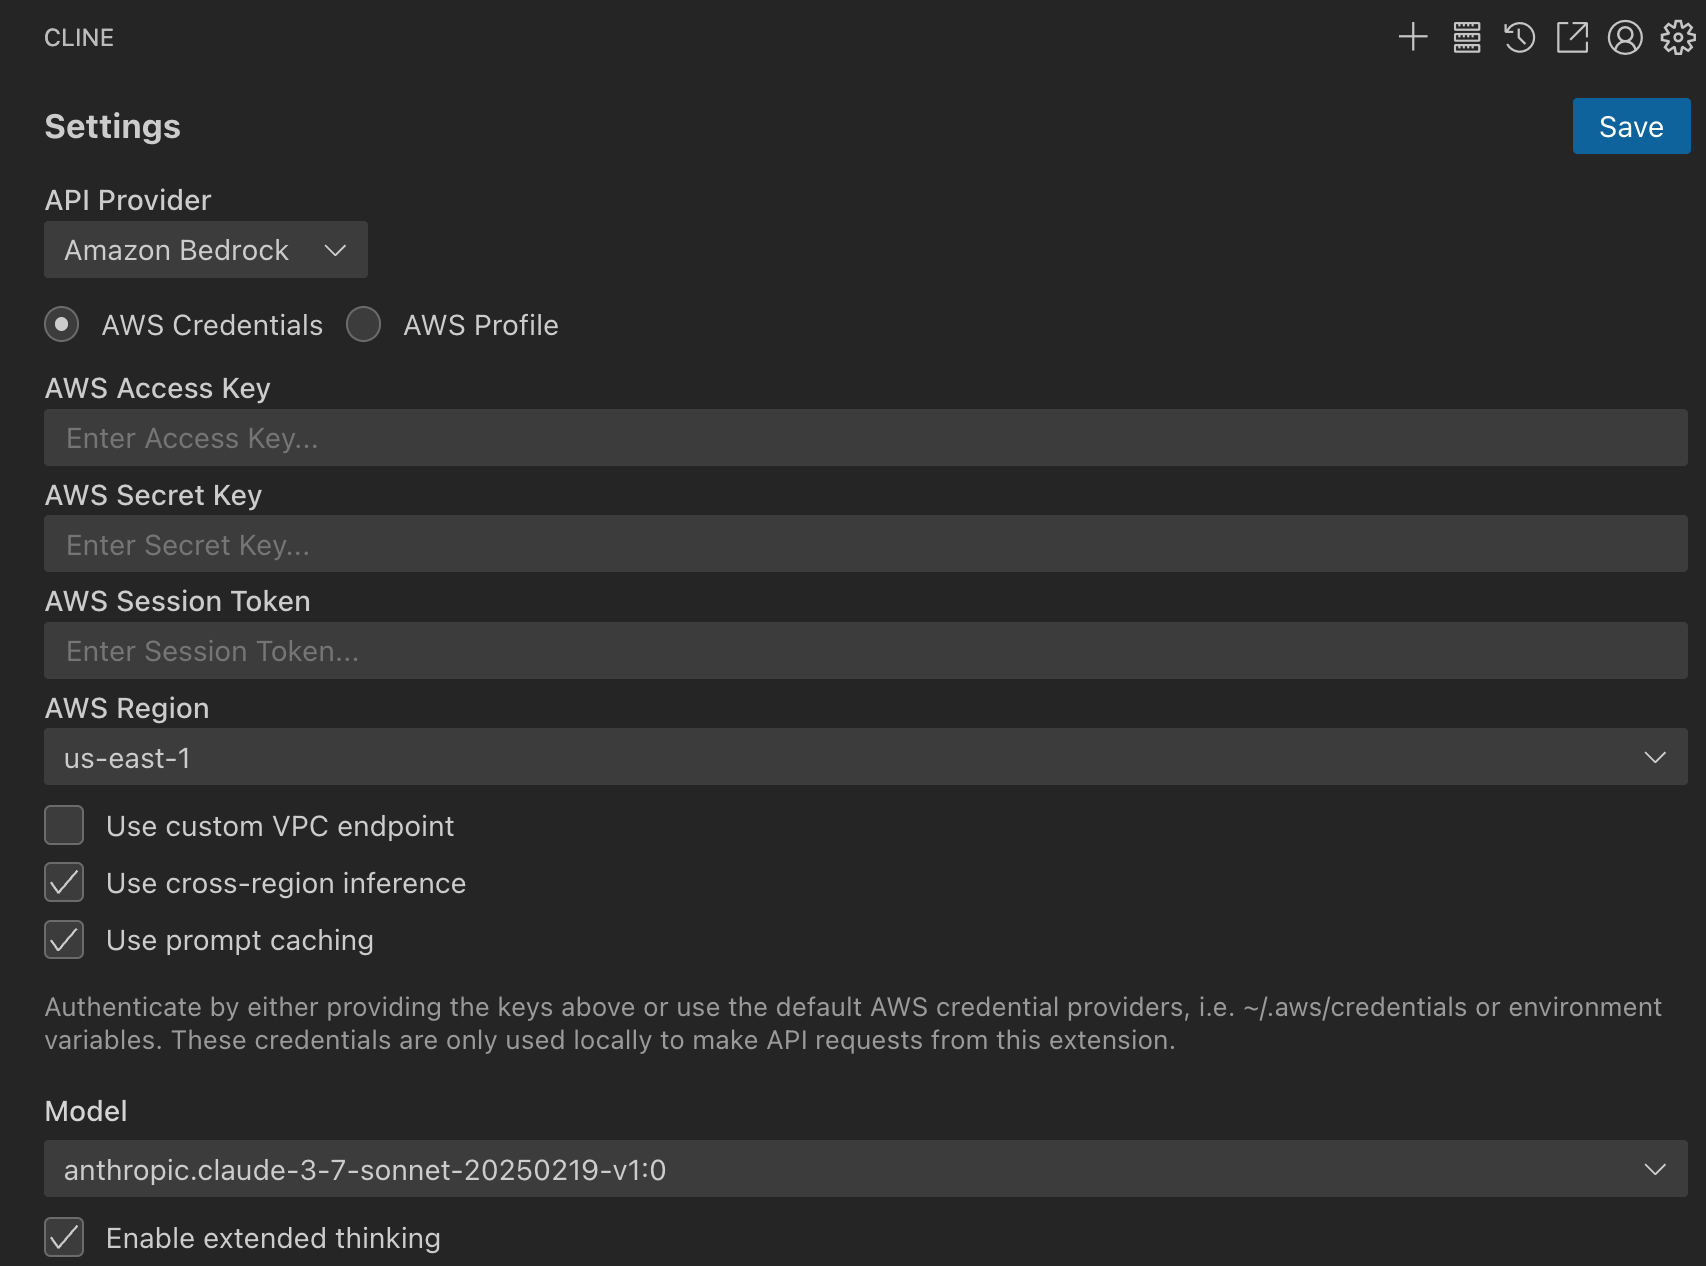 CLINE
Settings
Save
API Provider
Amazon Bedrock
AWS Credentials
AWS Profile
AWS Access Key
Enter Access Key...
AWS Secret Key
Enter Secret Key...
AWS Session Token
Enter Session Token...
AWS Region
us-east-1
Use custom VPC endpoint
Use cross-region inference
Use prompt caching
Authenticate by either providing the keys above or use the default AWS credential providers, i.e. ~/.aws/credentials or environment
variables. These credentials are only used locally to make API requests from this extension.
Model
anthropic.claude-3-7-sonnet-20250219-v1:0
Enable extended thinking